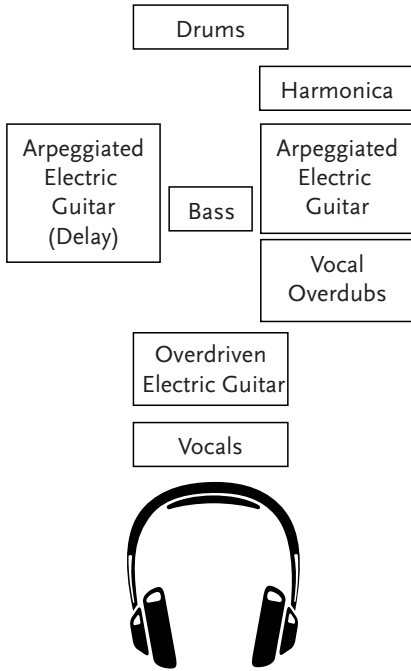 Drums
Harmonica
Arpeggiated
Electric
Guitar
(Delay)
Bass
Arpeggiated
Electric
Guitar
Vocal
Overdubs
Overdriven
Electric Guitar
Vocals